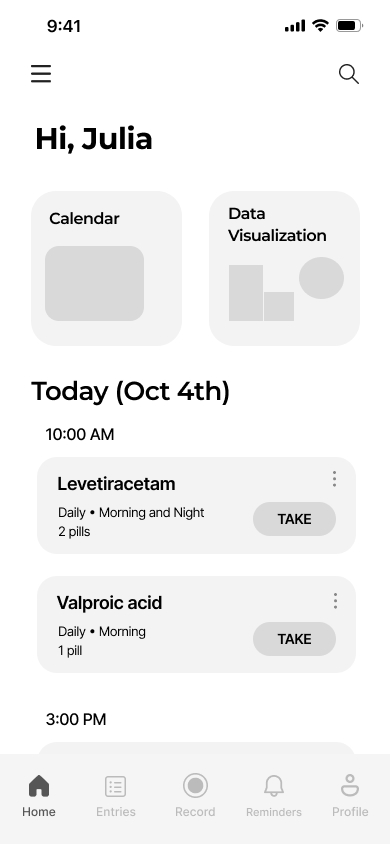 9:41
Hi, Julia
Calendar
Data
Visualization
Today (Oct 4th)
10:00 AM
Levetiracetam
Daily • Morning and Night
2 pills
TAKE
Valproic acid
Daily • Morning
1 pill
TAKE
3:00 PM
Home
Entries
Record
Reminders
Profile